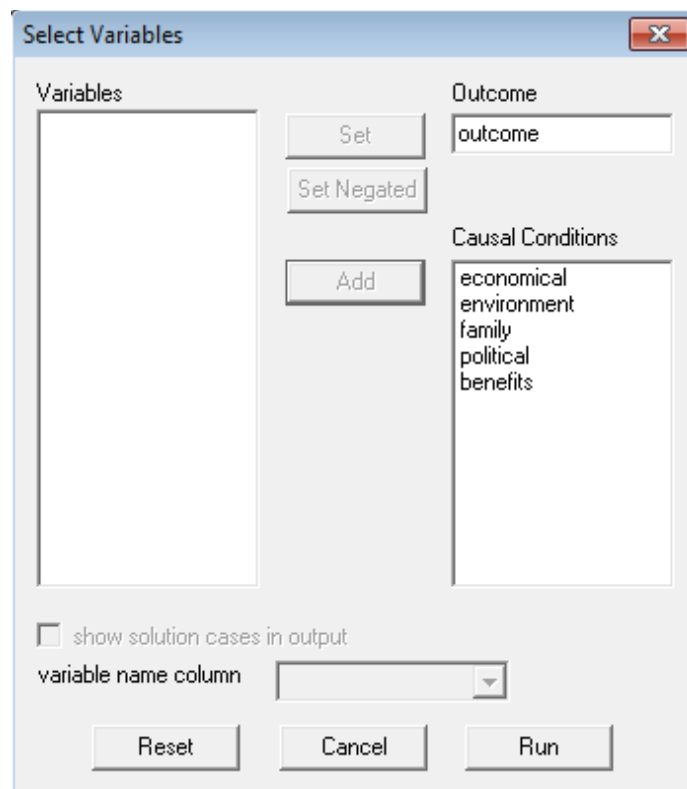 Select Variables
Variables
Outcome
Set
outcome
Set Negated
Causal Conditions
Add
economical
environment
family
political
benefits
show solution cases in output
variable name column
Reset
Cancel
Run